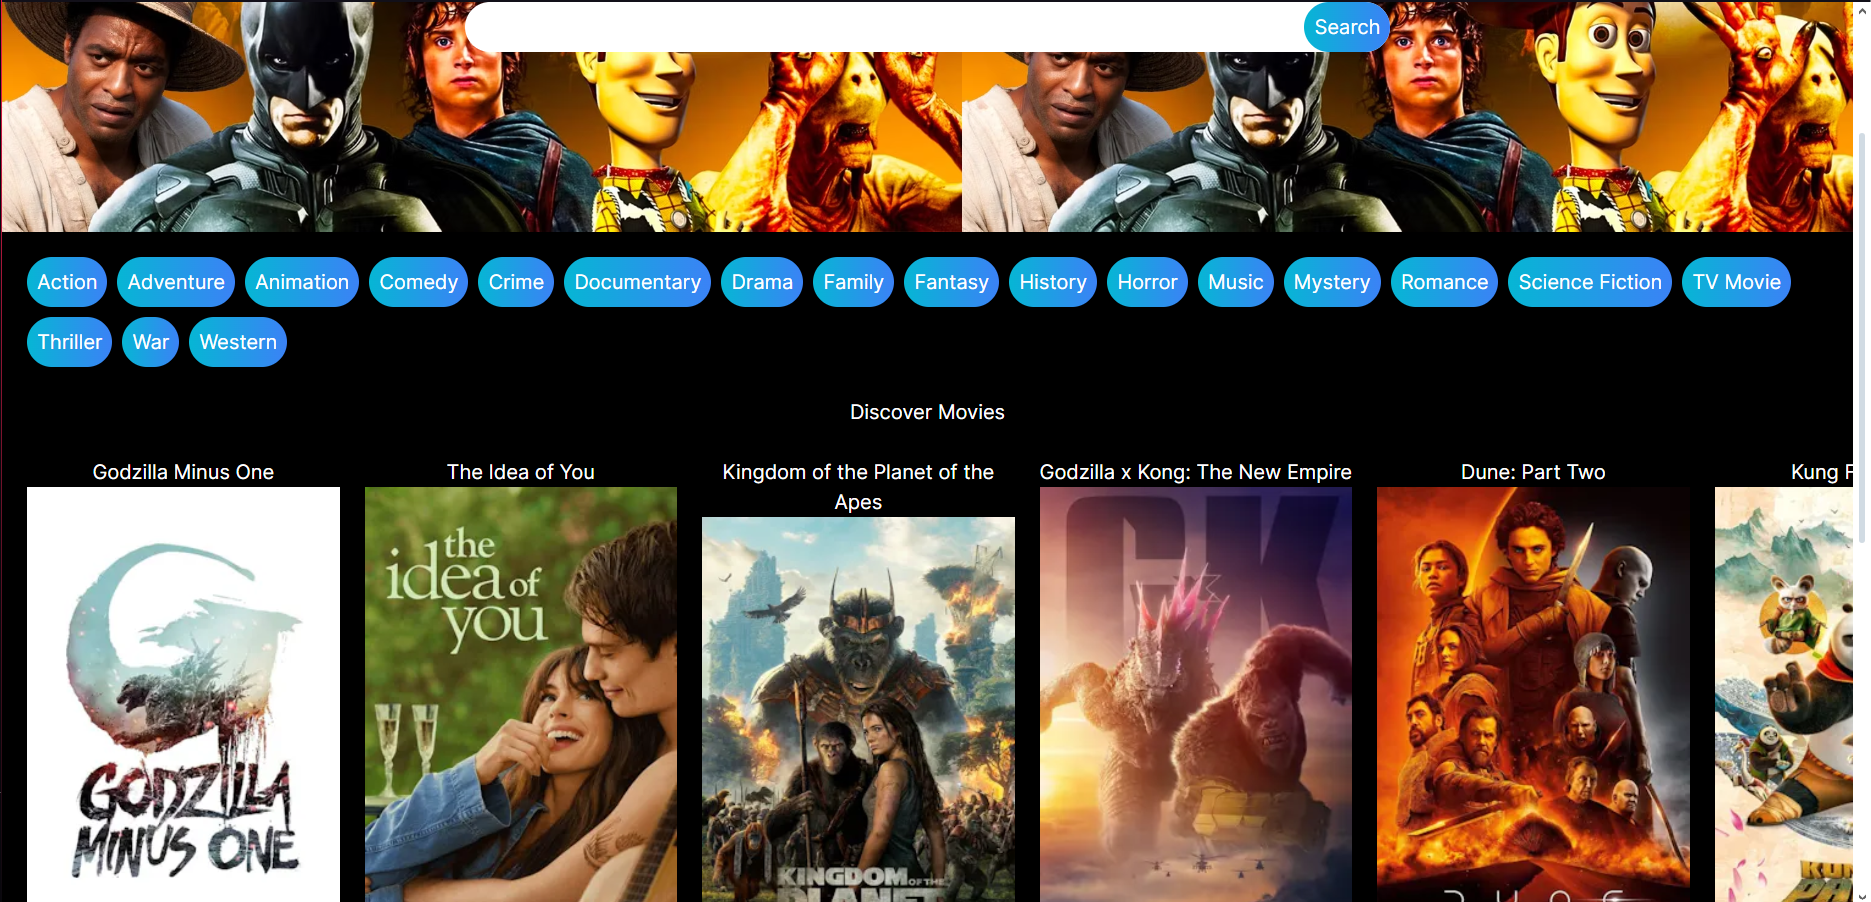 Search
Action Adventure Animation Comedy Crime Documentary Drama Family Fantasy History Horror Music Mystery Romance Science Fiction TV Movie
Thriller War Western
Discover Movies
Godzilla Minus One
The Idea of You
Kingdom of the Planet of the
Apes
Godzilla x Kong: The New Empire
Dune: Part Two
Kung
GODZILLA
MINUS ONE
the
idea of
you
KINGDOM OF THE
PLANET
GK